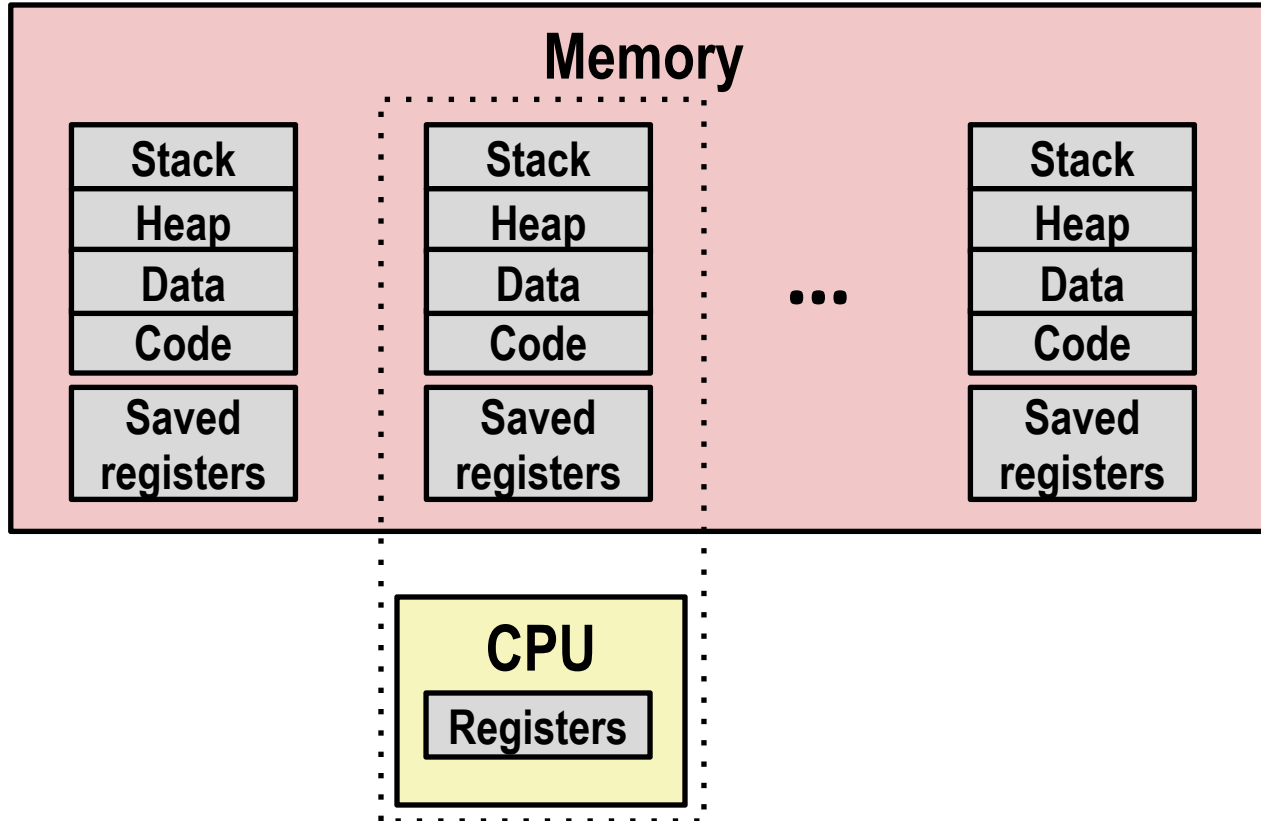 Memory
Stack
Heap
Data
Code
Saved
registers
Stack
Heap
Data
Code
Saved
registers
...
Stack
Heap
Data
Code
Saved
registers
CPU
Registers